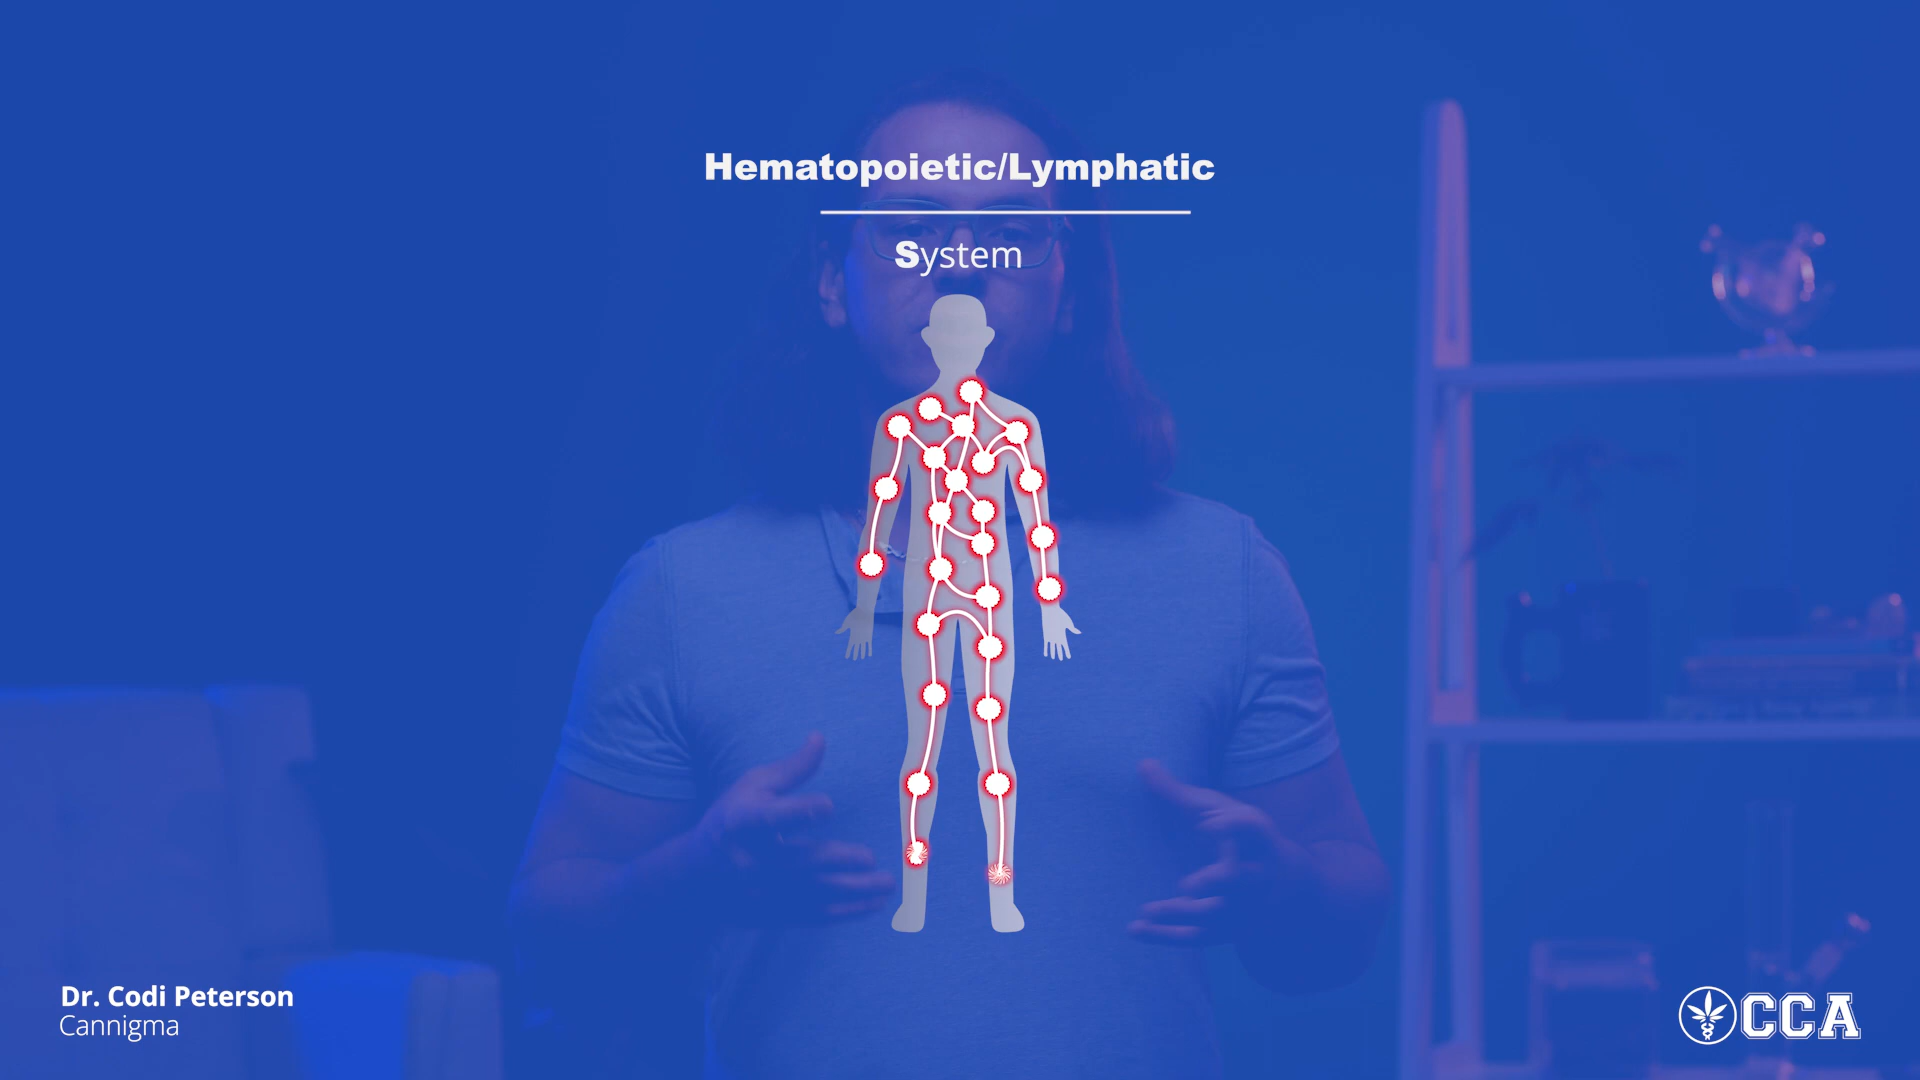 Hematopoietic/Lymphatic
System
Dr. Codi Peterson
Cannigma
CCA